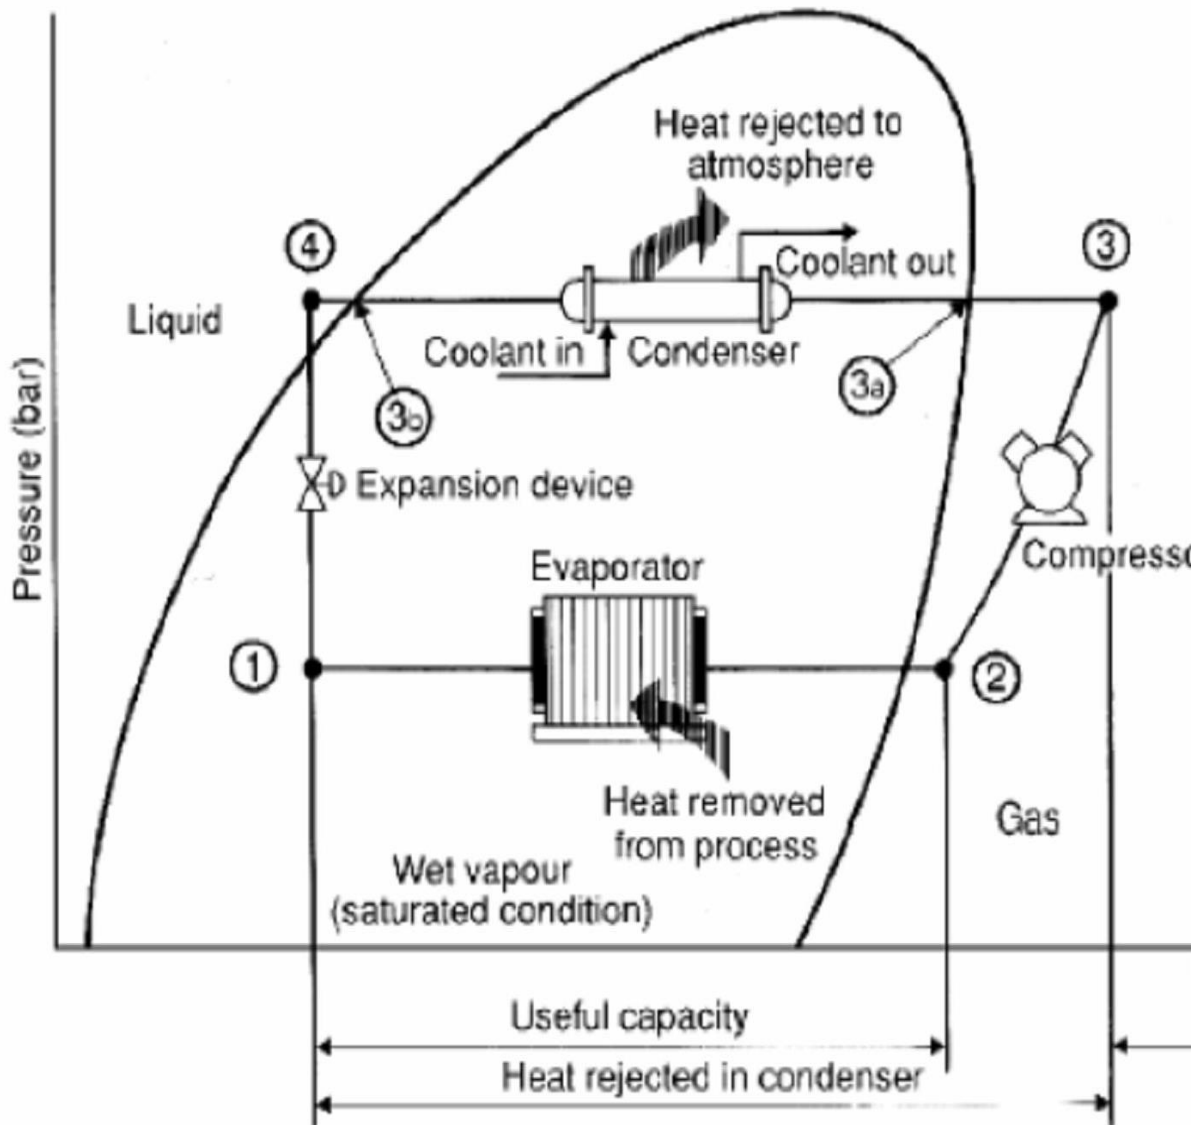 Heat rejected to
atmosphere
4
3
Coolant out
Liquid
Coolant in
Condenser
3a
3b
Pressure (bar)
Expansion device
Evaporator
Compresso
1
2
Heat removed
from process
Gas
Wet vapour
(saturated condition)
Useful capacity
Heat rejected in condenser